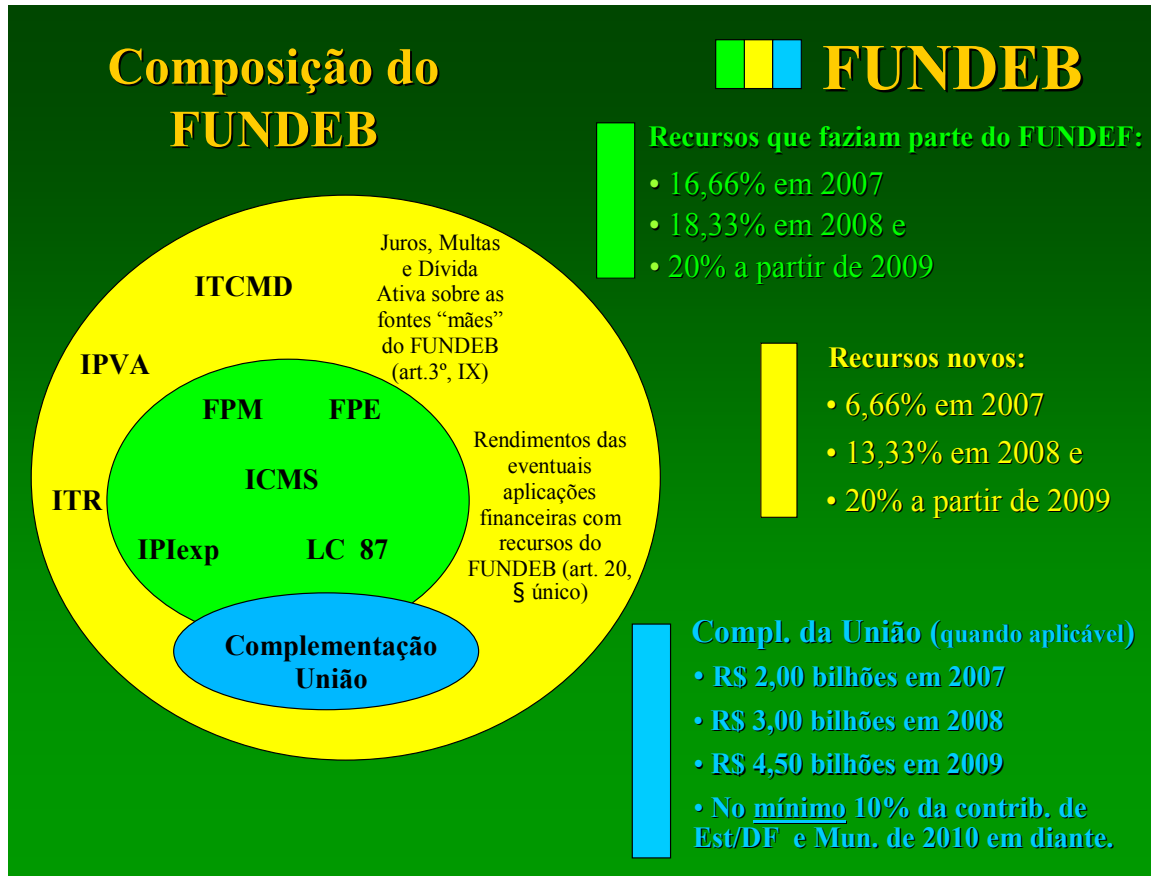 Composição do
FUNDEB
FUNDEB
Recursos que faziam parte do FUNDEF:
• 16,66% em 2007
• 18,33% em 2008 e
• 20% a partir de 2009
Juros, Multas
e Dívida
Ativa sobre as
fontes “mães”
do FUNDEB
(art.3º, IX)
ITCMD
IPVA
FPM FPE
ICMS
ITR
IPIexp LC 87
Rendimentos das
eventuais
aplicações
financeiras com
recursos do
FUNDEB (art. 20,
§ único)
Complementação
União
Recursos novos:
• 6,66% em 2007
• 13,33% em 2008 e
• 20% a partir de 2009
Compl. da União (quando aplicável)
• R$ 2,00 bilhões em 2007
• R$ 3,00 bilhões em 2008
• R$ 4,50 bilhões em 2009
• No mínimo 10% da contrib. de
Est/DF e Mun. de 2010 em diante.